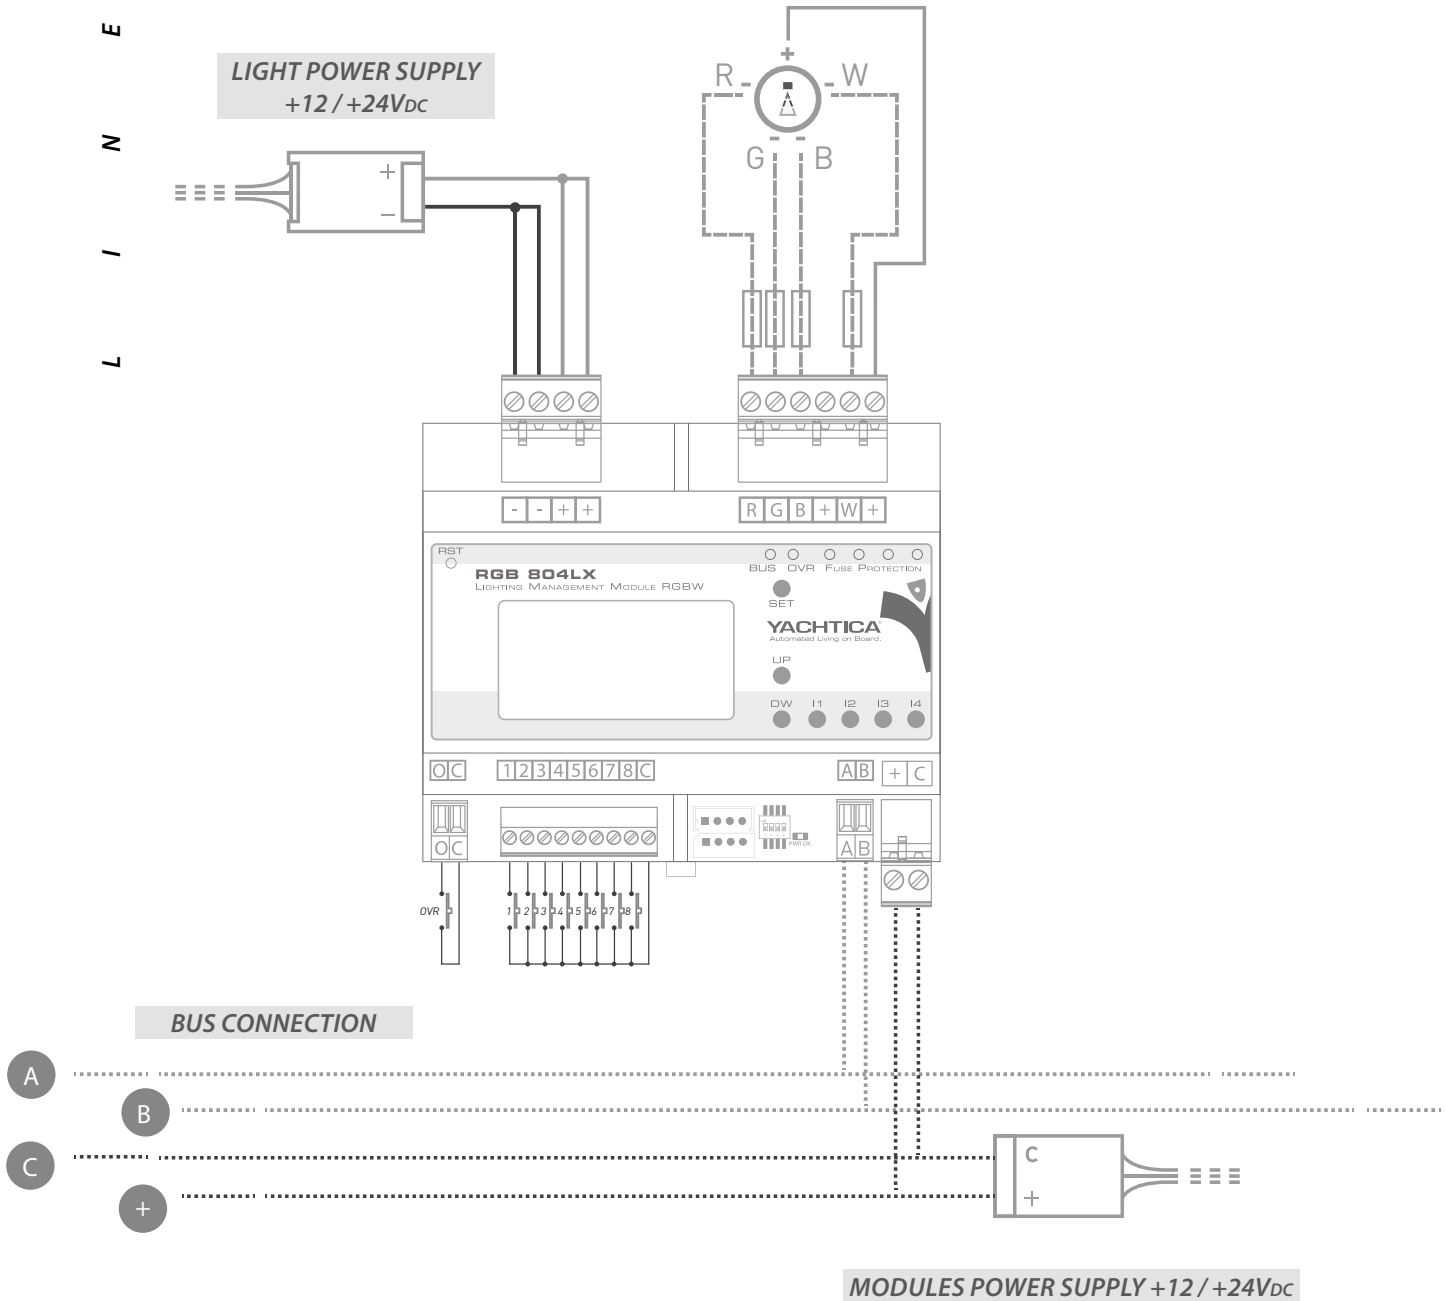 E
N
I
L
LIGHT POWER SUPPLY
+12 / +24VDC
+ -
+
R - - W
- -
G B
- - + +
R G B + W + 
RST
BUS OVR FUSE PROTECTION
RGB 804LX
LIGHTING MANAGEMENT MODULE RGBW
SET
YACHTICA
Automated Living on Board.
UP
DW I1 I2 I3 I4
O C 1 2 3 4 5 6 7 8 C A B + C
PWR OK
O C A B
OVR 1 2 3 4 5 6 7 8
BUS CONNECTION
A
B
C
+
C
+
MODULES POWER SUPPLY +12 / +24VDC